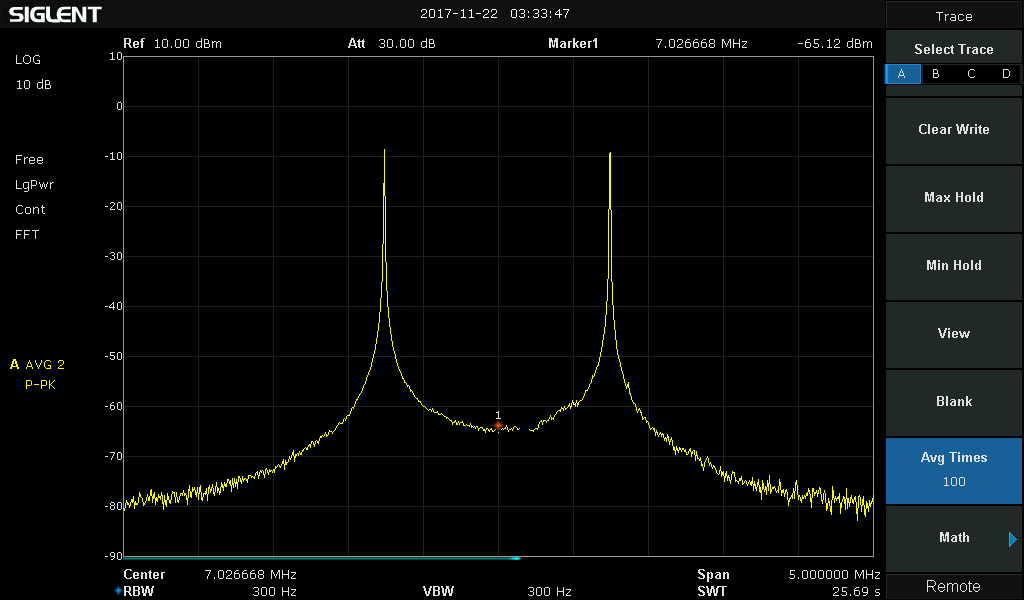 SIGLENT 2017-11-22 03:33:47 Trace
Ref 10.00 dBm Att 30.00 dB Marker1 7.026668 MHz -65.12 dBm
Select Trace
A B C D
LOG
10 dB
Free
LgPwr
Cont
FFT
A AVG 2
P-PK
10
0
-10
-20
-30
-40
-50
-60
-70
-80
-90
1
Clear Write
Max Hold
Min Hold
View
Blank
Avg Times
100
Math
Center 7.026668 MHz Span 5.000000 MHz
RBW 300 Hz VBW 300 Hz SWT 25.69 s
Remote